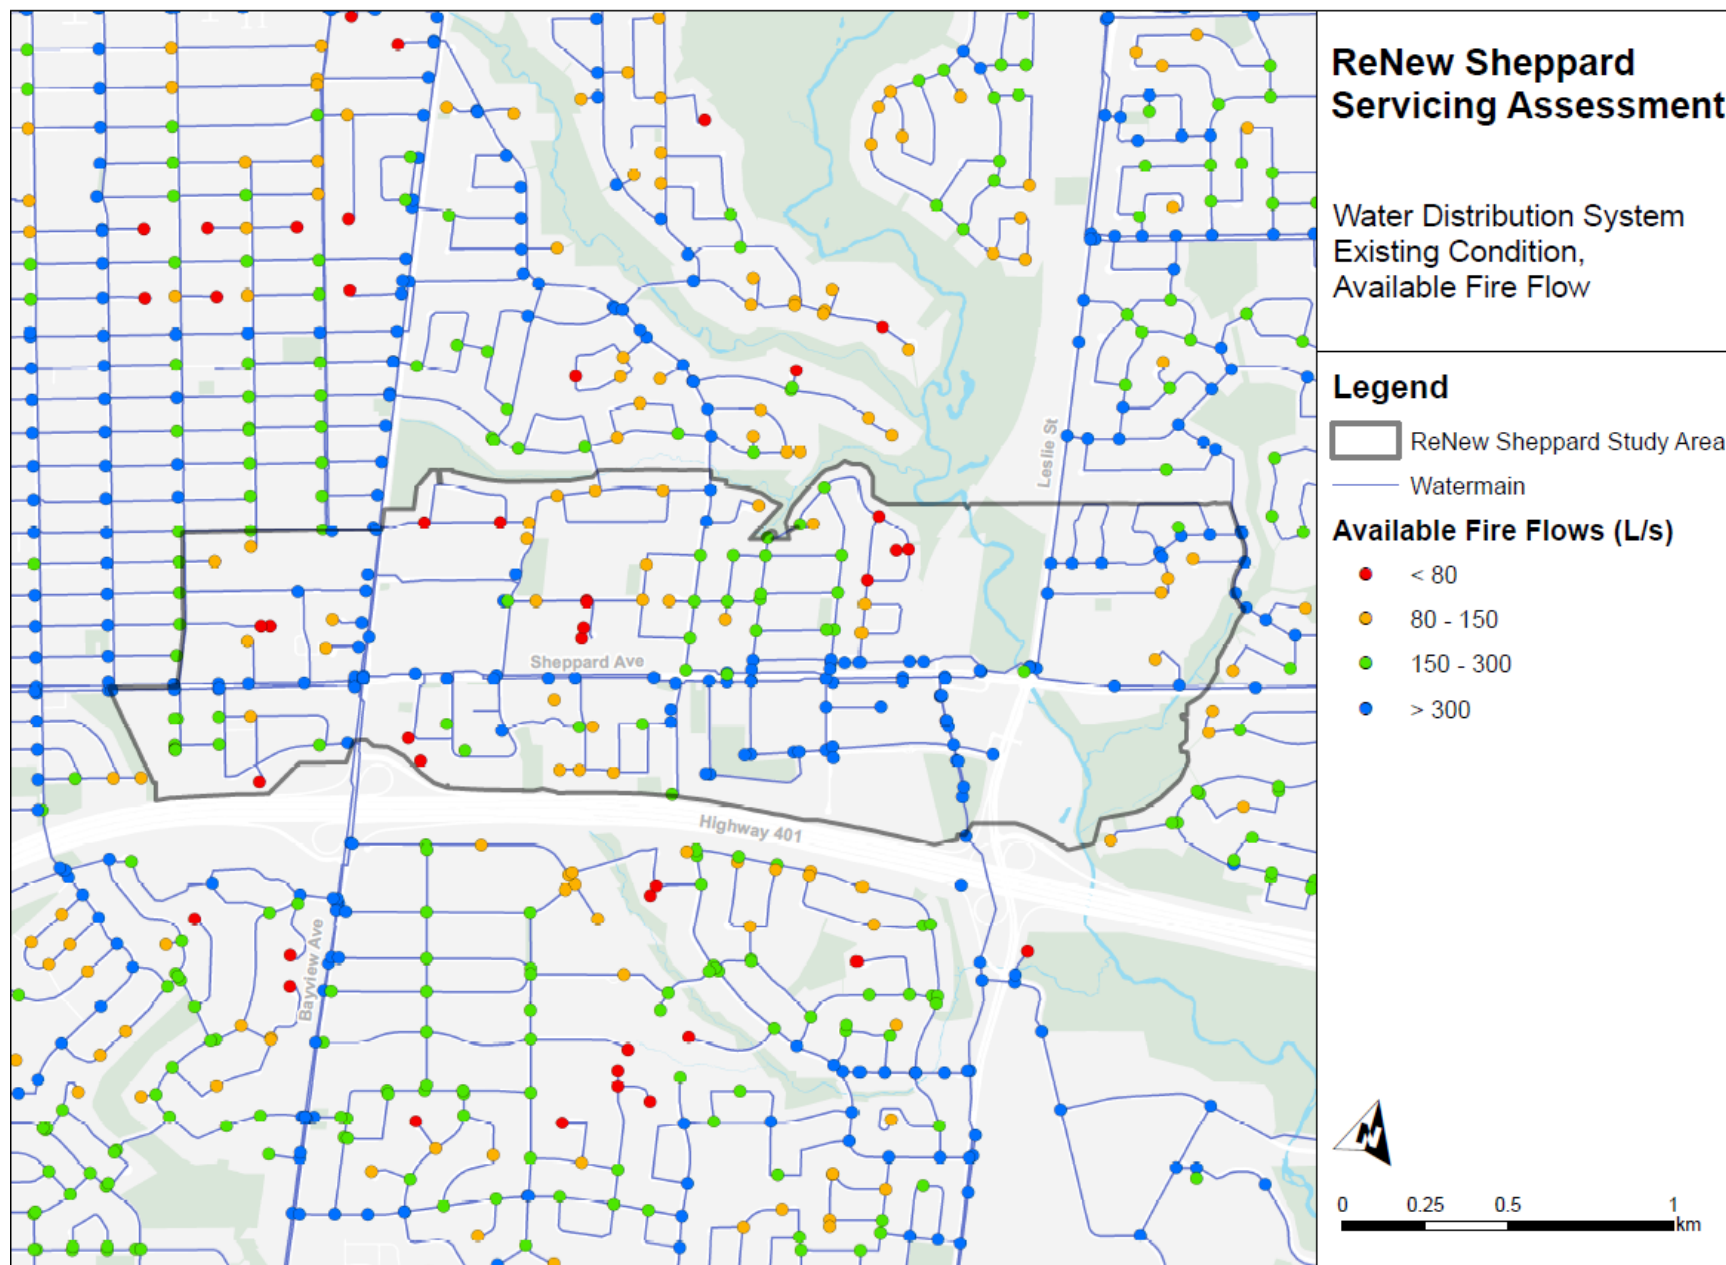 ReNew Sheppard
Servicing Assessment
Water Distribution System
Existing Condition,
Available Fire Flow
Legend
ReNew Sheppard Study Area
Watermain
Available Fire Flows (L/s)
< 80
80 - 150
150 - 300
> 300
Leslie St
Sheppard Ave
Highway 401
Bayview Ave
N
0 0.25 0.5 1
km